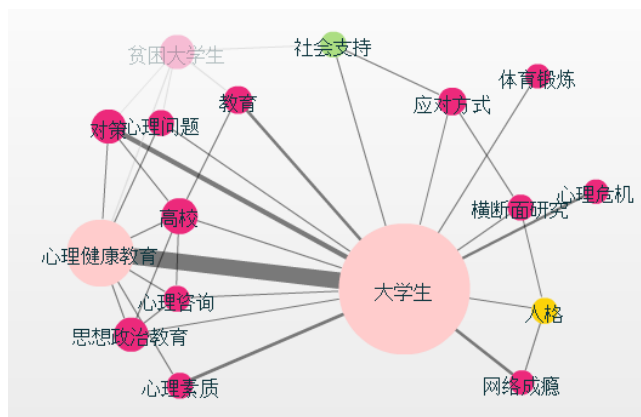 社会支持
贫困大学生
体育锻炼
教育
应对方式
对策
心理问题
心理危机
横断面研究
高校
心理健康教育
大学生
心理咨询
人格
思想政治教育
心理素质
网络成瘾